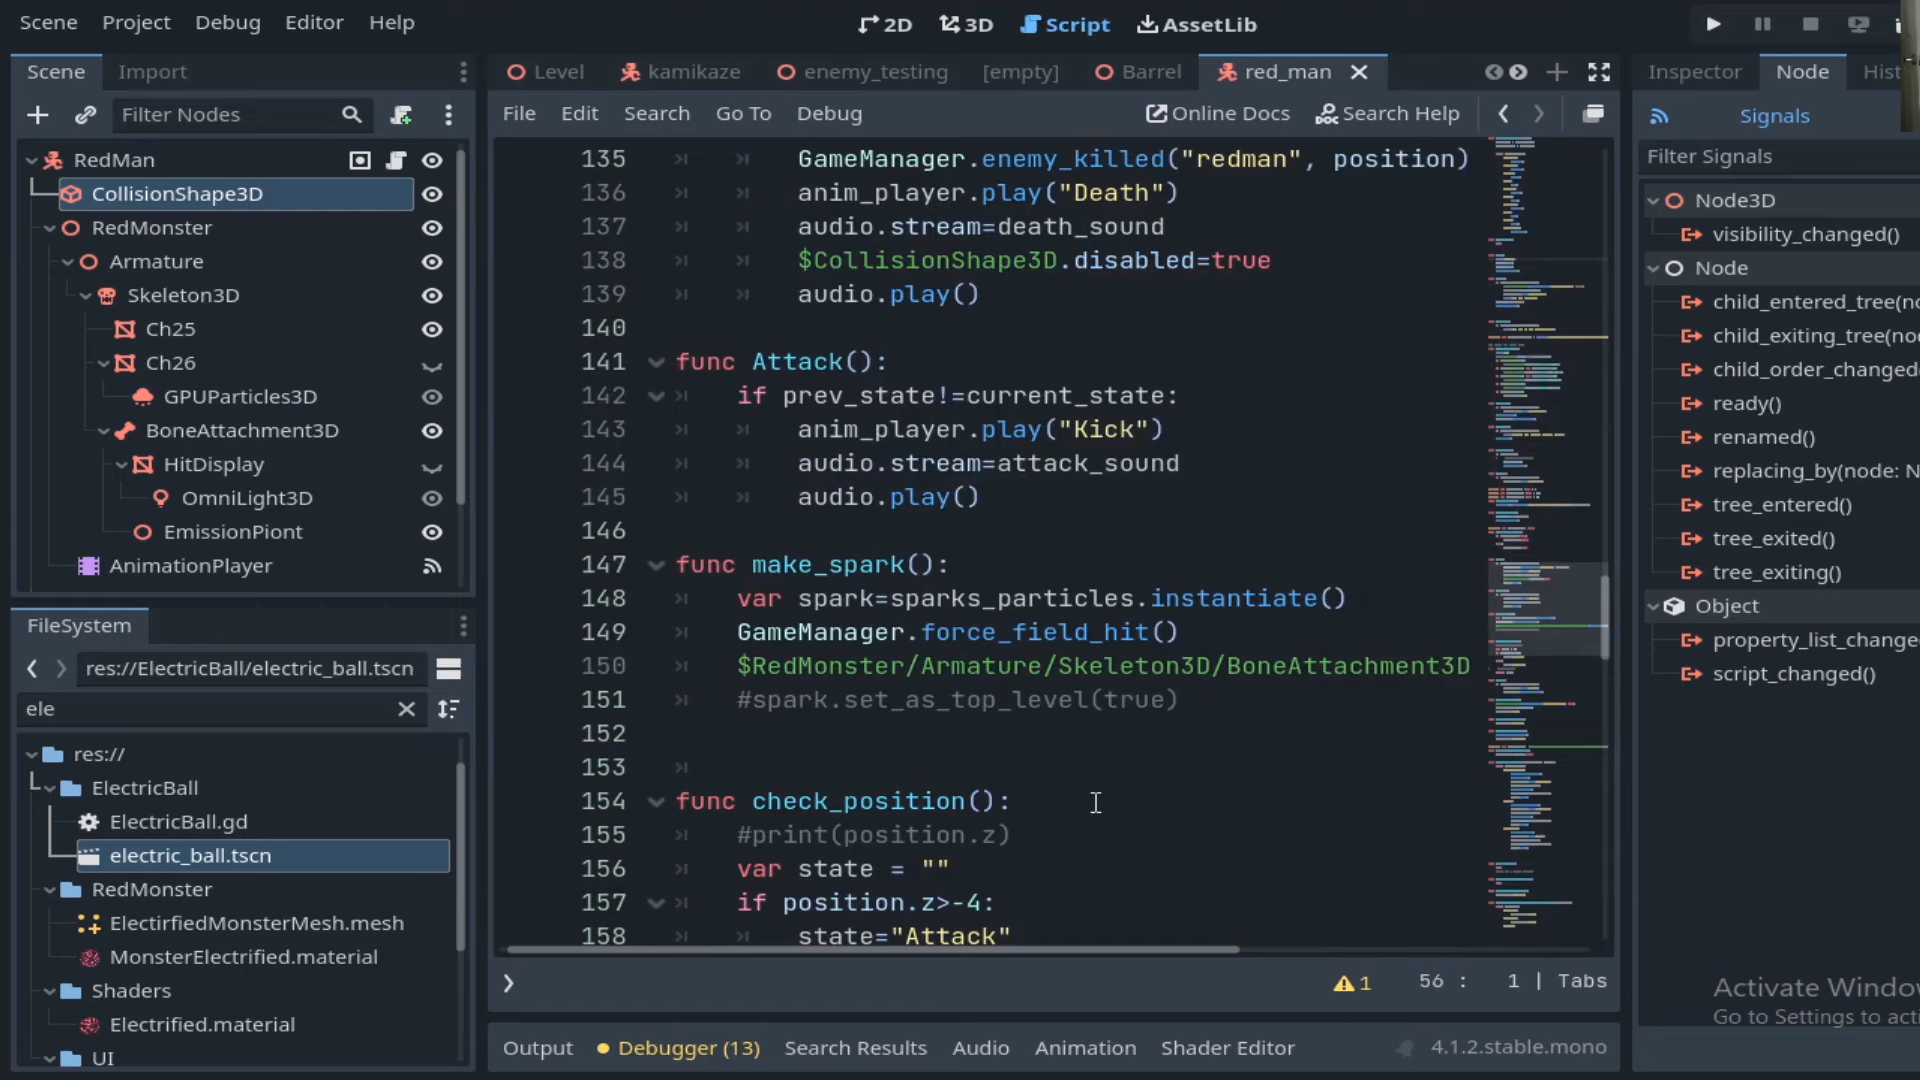 Scene Project Debug Editor Help
2D 3D Script AssetLib
Scene Import
Filter Nodes
RedMan
CollisionShape3D
RedMonster
Armature
Skeleton3D
Ch25
Ch26
GPUParticles3D
BoneAttachment3D
HitDisplay
OmniLight3D
EmissionPiont
AnimationPlayer
FileSystem
res://ElectricBall/electric_ball.tscn
ele
res://
ElectricBall
ElectricBall.gd
electric_ball.tscn
RedMonster
ElectirfiedMonsterMesh.mesh
MonsterElectrified.material
Shaders
Electrified.material
UI
Level kamikaze enemy_testing [empty] Barrel red_man
File Edit Search Go To Debug Online Docs Search Help
135 GameManager.enemy_killed("redman", position)
136 anim_player.play("Death")
137 audio.stream=death_sound
138 $CollisionShape3D.disabled=true
139 audio.play()
140
141 func Attack():
142 if prev_state!=current_state:
143 anim_player.play("Kick")
144 audio.stream=attack_sound
145 audio.play()
146
147 func make_spark():
148 var spark=sparks_particles.instantiate()
149 GameManager.force_field_hit()
150 $RedMonster/Armature/Skeleton3D/BoneAttachment3D
151 #spark.set_as_top_level(true)
152
153
154 func check_position():
155 #print(position.z)
156 var state = ""
157 if position.z>-4:
158 state="Attack"
1 56 : 1 | Tabs
Output Debugger (13) Search Results Audio Animation Shader Editor 4.1.2.stable.mono
Inspector Node Hist
Signals
Filter Signals
Node3D
visibility_changed()
Node
child_entered_tree(no
child_exiting_tree(no
child_order_changed
ready()
renamed()
replacing_by(node: N
tree_entered()
tree_exited()
tree_exiting()
Object
property_list_change
script_changed()
Activate Windo
Go to Settings to acti